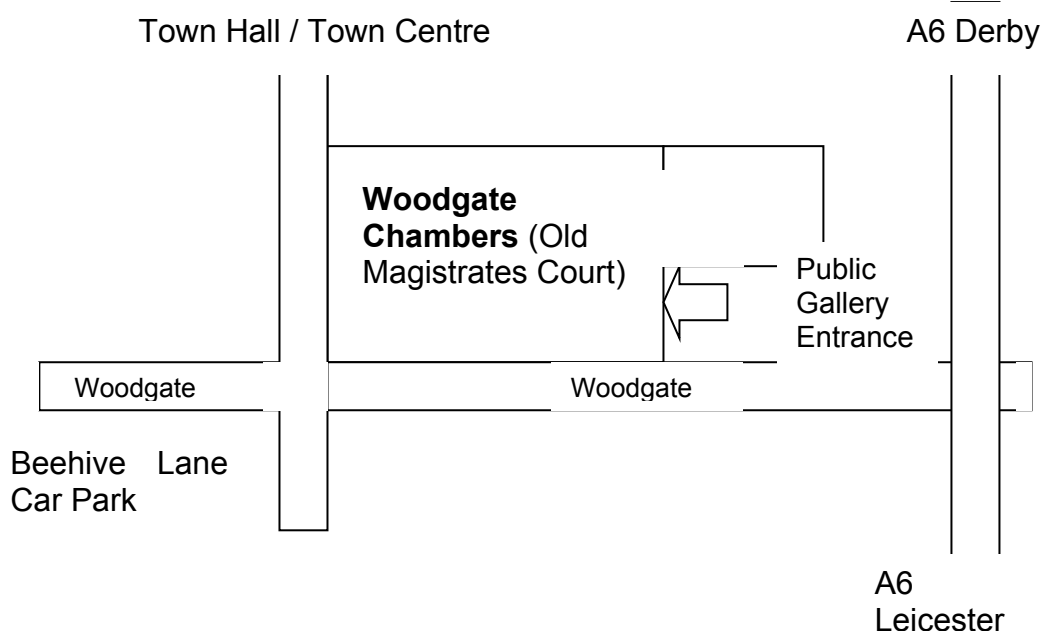 Town Hall / Town Centre
A6 Derby
Woodgate
Chambers (Old
Magistrates Court)
Public
Gallery
Entrance
Woodgate
Woodgate
Beehive Lane
Car Park
A6
Leicester